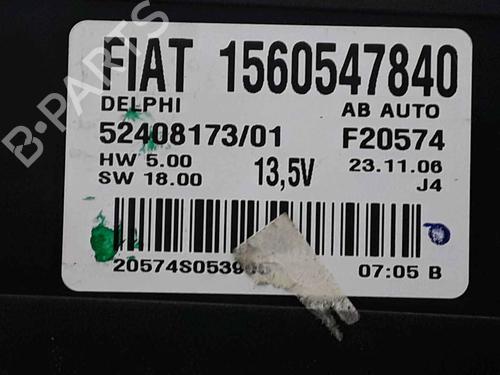 B-PARTS
FIAT 1560547840
DELPHI AB AUTO
52408173/01 F20574
HW 5.00 13,5V 23.11.06
SW 18.00 J4
07:05 B